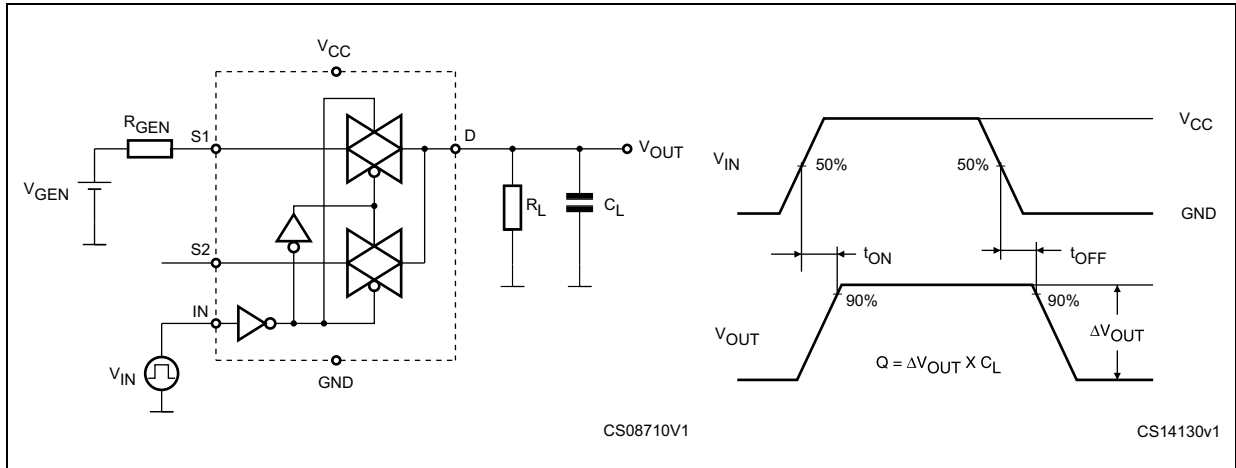 VCC
RGEN
S1
D
VOUT
VGEN
RL
CL
S2
IN
VIN
GND
CS08710V1
VCC
VIN
50%
50%
GND
tON
tOFF
90%
90%
VOUT
ΔVOUT
Q = ΔVOUT X CL
CS14130v1